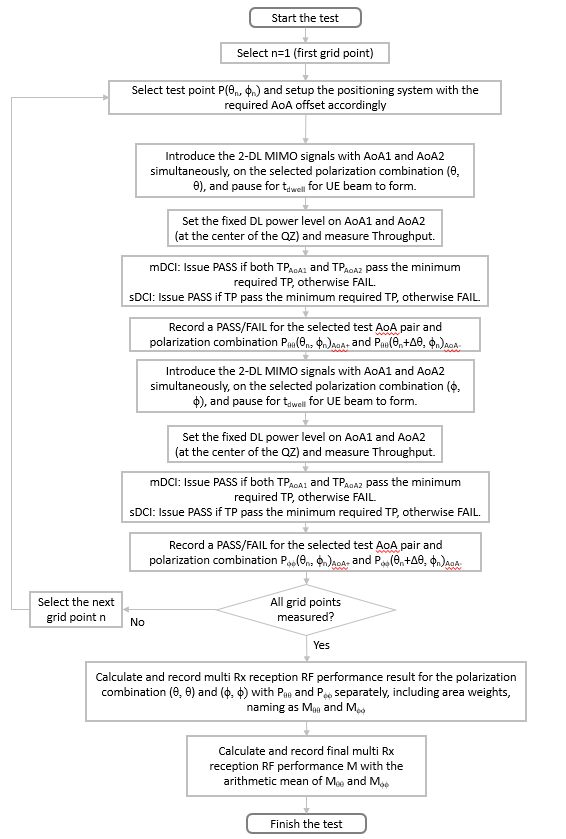 Start the test
Select n=1 (first grid point)
Select test point P(θn, ϕn) and setup the positioning system with the
required AoA offset accordingly
Introduce the 2-DL MIMO signals with AoA1 and AoA2
simultaneously, on the selected polarization combination (θ,
θ), and pause for tdwell for UE beam to form.
Set the fixed DL power level on AoA1 and AoA2
(at the center of the QZ) and measure Throughput.
mDCI: Issue PASS if both TPAoA1 and TPAoA2 pass the minimum
required TP, otherwise FAIL.
sDCI: Issue PASS if TP pass the minimum required TP, otherwise FAIL.
Record a PASS/FAIL for the selected test AoA pair and
polarization combination Pθθ(θn, ϕn)AoA+ and Pθθ(θn+Δθ, ϕn)AoA-
Introduce the 2-DL MIMO signals with AoA1 and AoA2
simultaneously, on the selected polarization combination (ϕ,
ϕ), and pause for tdwell for UE beam to form.
Set the fixed DL power level on AoA1 and AoA2
(at the center of the QZ) and measure Throughput.
mDCI: Issue PASS if both TPAoA1 and TPAoA2 pass the minimum
required TP, otherwise FAIL.
sDCI: Issue PASS if TP pass the minimum required TP, otherwise FAIL.
Record a PASS/FAIL for the selected test AoA pair and
polarization combination Pϕϕ(θn, ϕn)AoA+ and Pϕϕ(θn+Δθ, ϕn)AoA-
All grid points
measured?
No
Select the next
grid point n
Yes
Calculate and record multi Rx reception RF performance result for the polarization
combination (θ, θ) and (ϕ, ϕ) with Pθθ and Pϕϕ separately, including area weights,
naming as Mθθ and Mϕϕ
Calculate and record final multi Rx
reception RF performance M with the
arithmetic mean of Mθθ and Mϕϕ
Finish the test